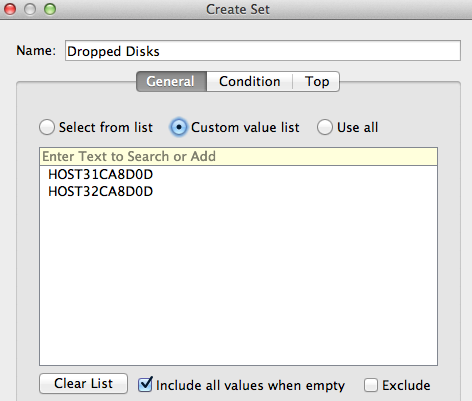 Create Set
Name: Dropped Disks
General Condition Top
Select from list Custom value list Use all
Enter Text to Search or Add
HOST31CA8D0D
HOST32CA8D0D
Clear List Include all values when empty Exclude